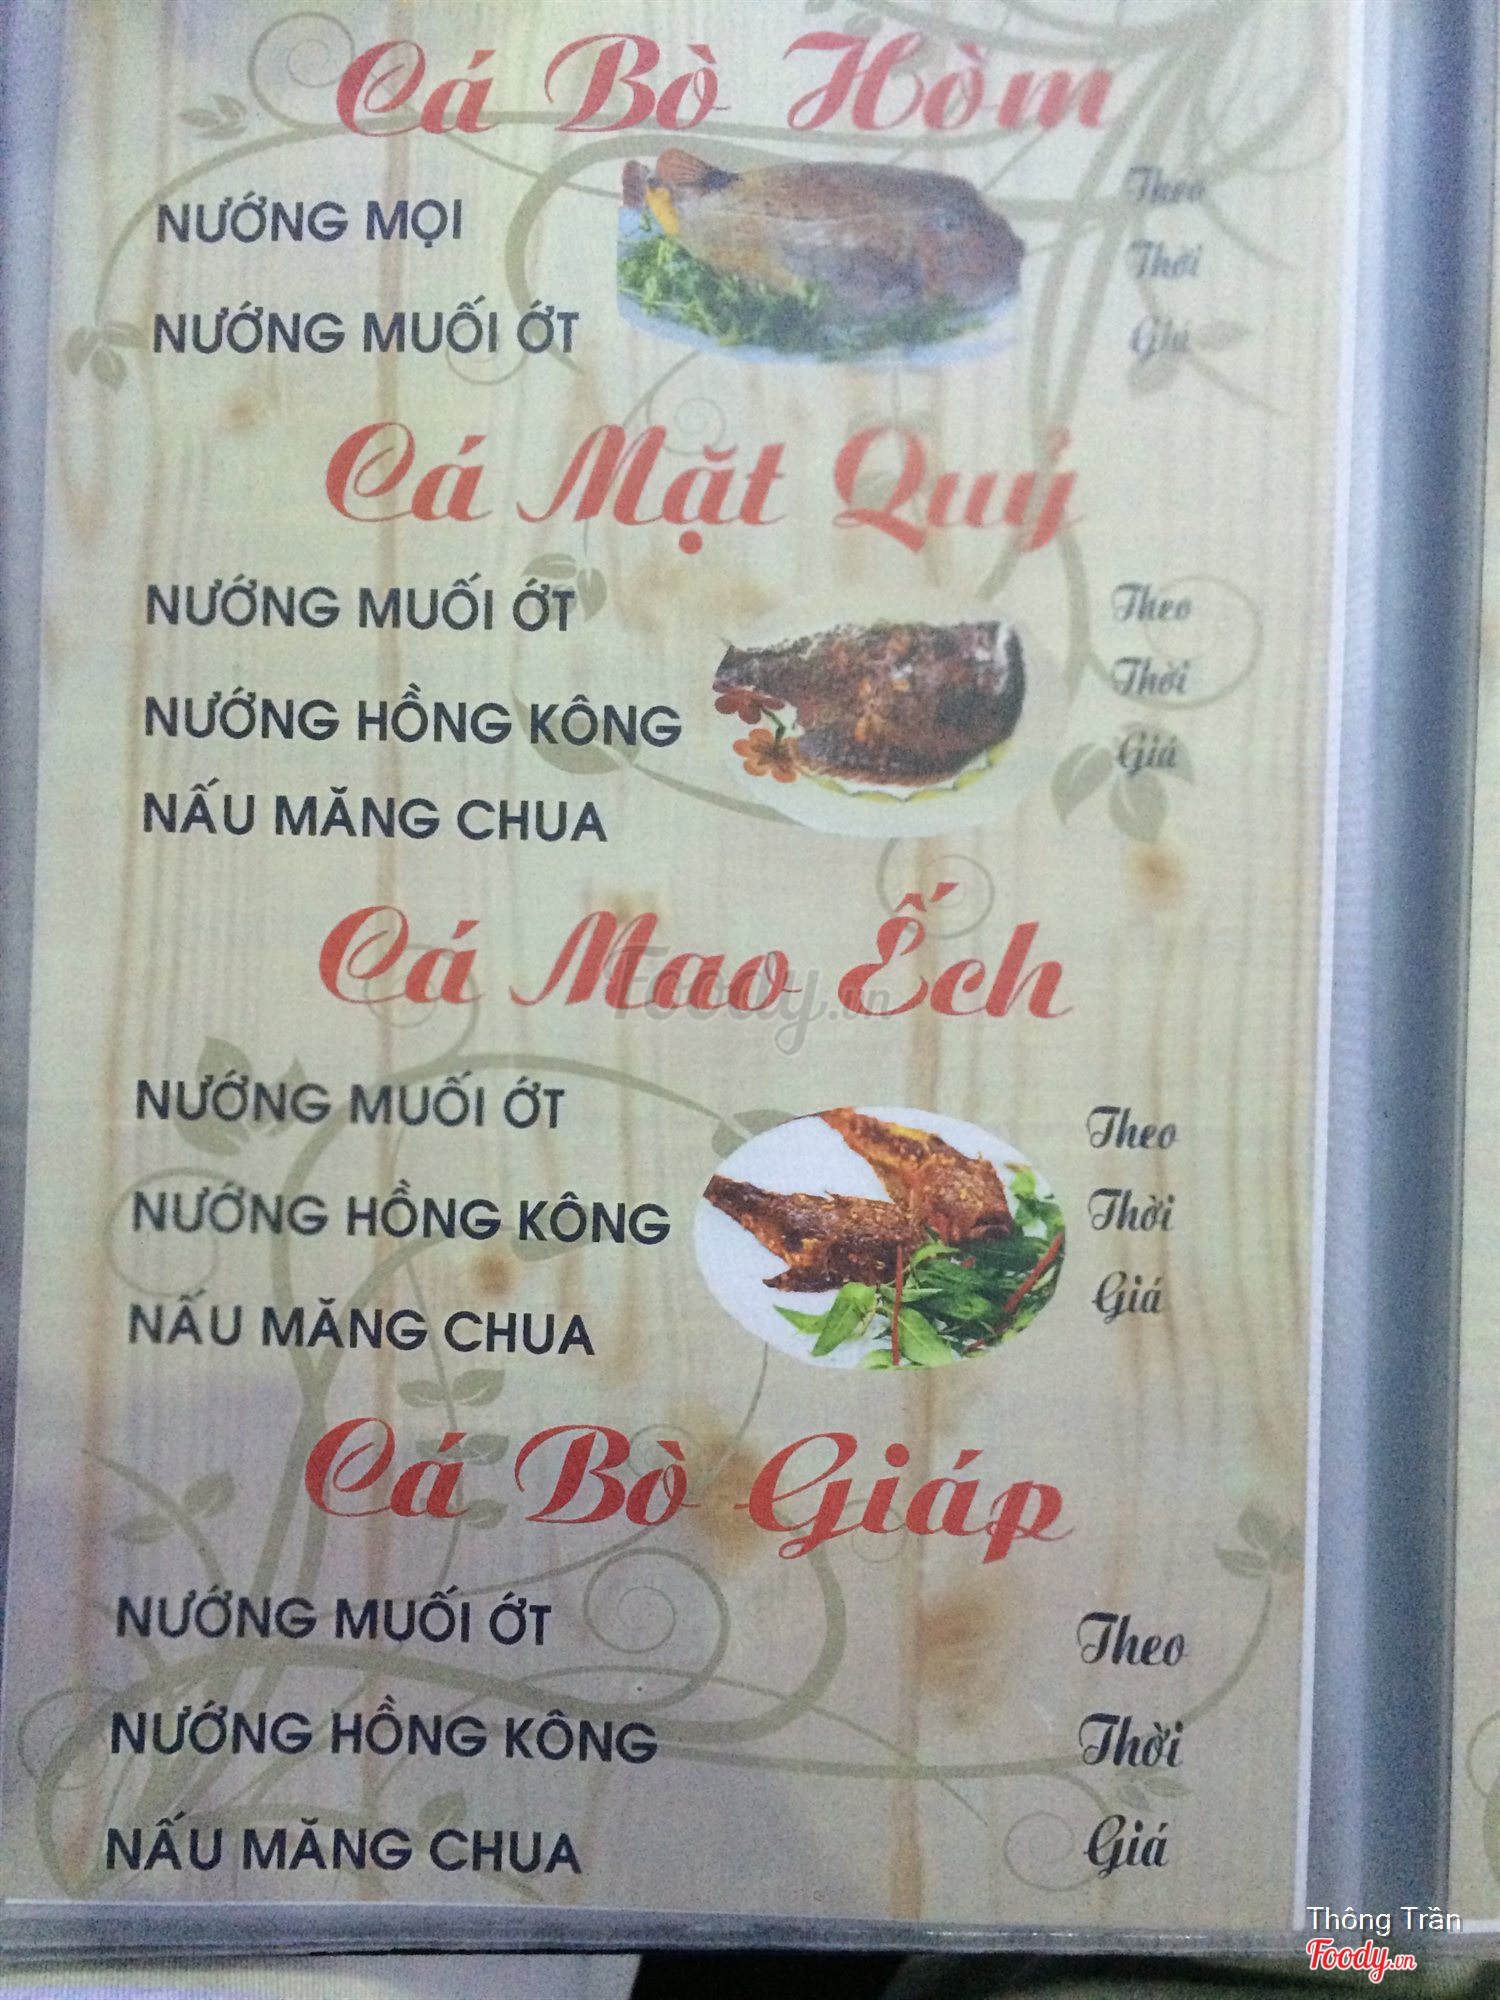 Cá Bò Hòm
NƯỚNG MỌI
NƯỚNG MUỐI ỚT
Theo
Thời
Giá
Cá Mặt Quỷ
NƯỚNG MUỐI ỚT
NƯỚNG HỒNG KÔNG
NẤU MĂNG CHUA
Theo
Thời
Giá
Cá Mao Ếch
Foody.vn
NƯỚNG MUỐI ỚT
NƯỚNG HỒNG KÔNG
NẤU MĂNG CHUA
Theo
Thời
Giá
Cá Bò Giáp
NƯỚNG MUỐI ỚT
NƯỚNG HỒNG KÔNG
NẤU MĂNG CHUA
Theo
Thời
Giá
Thông Trần
Foody.vn